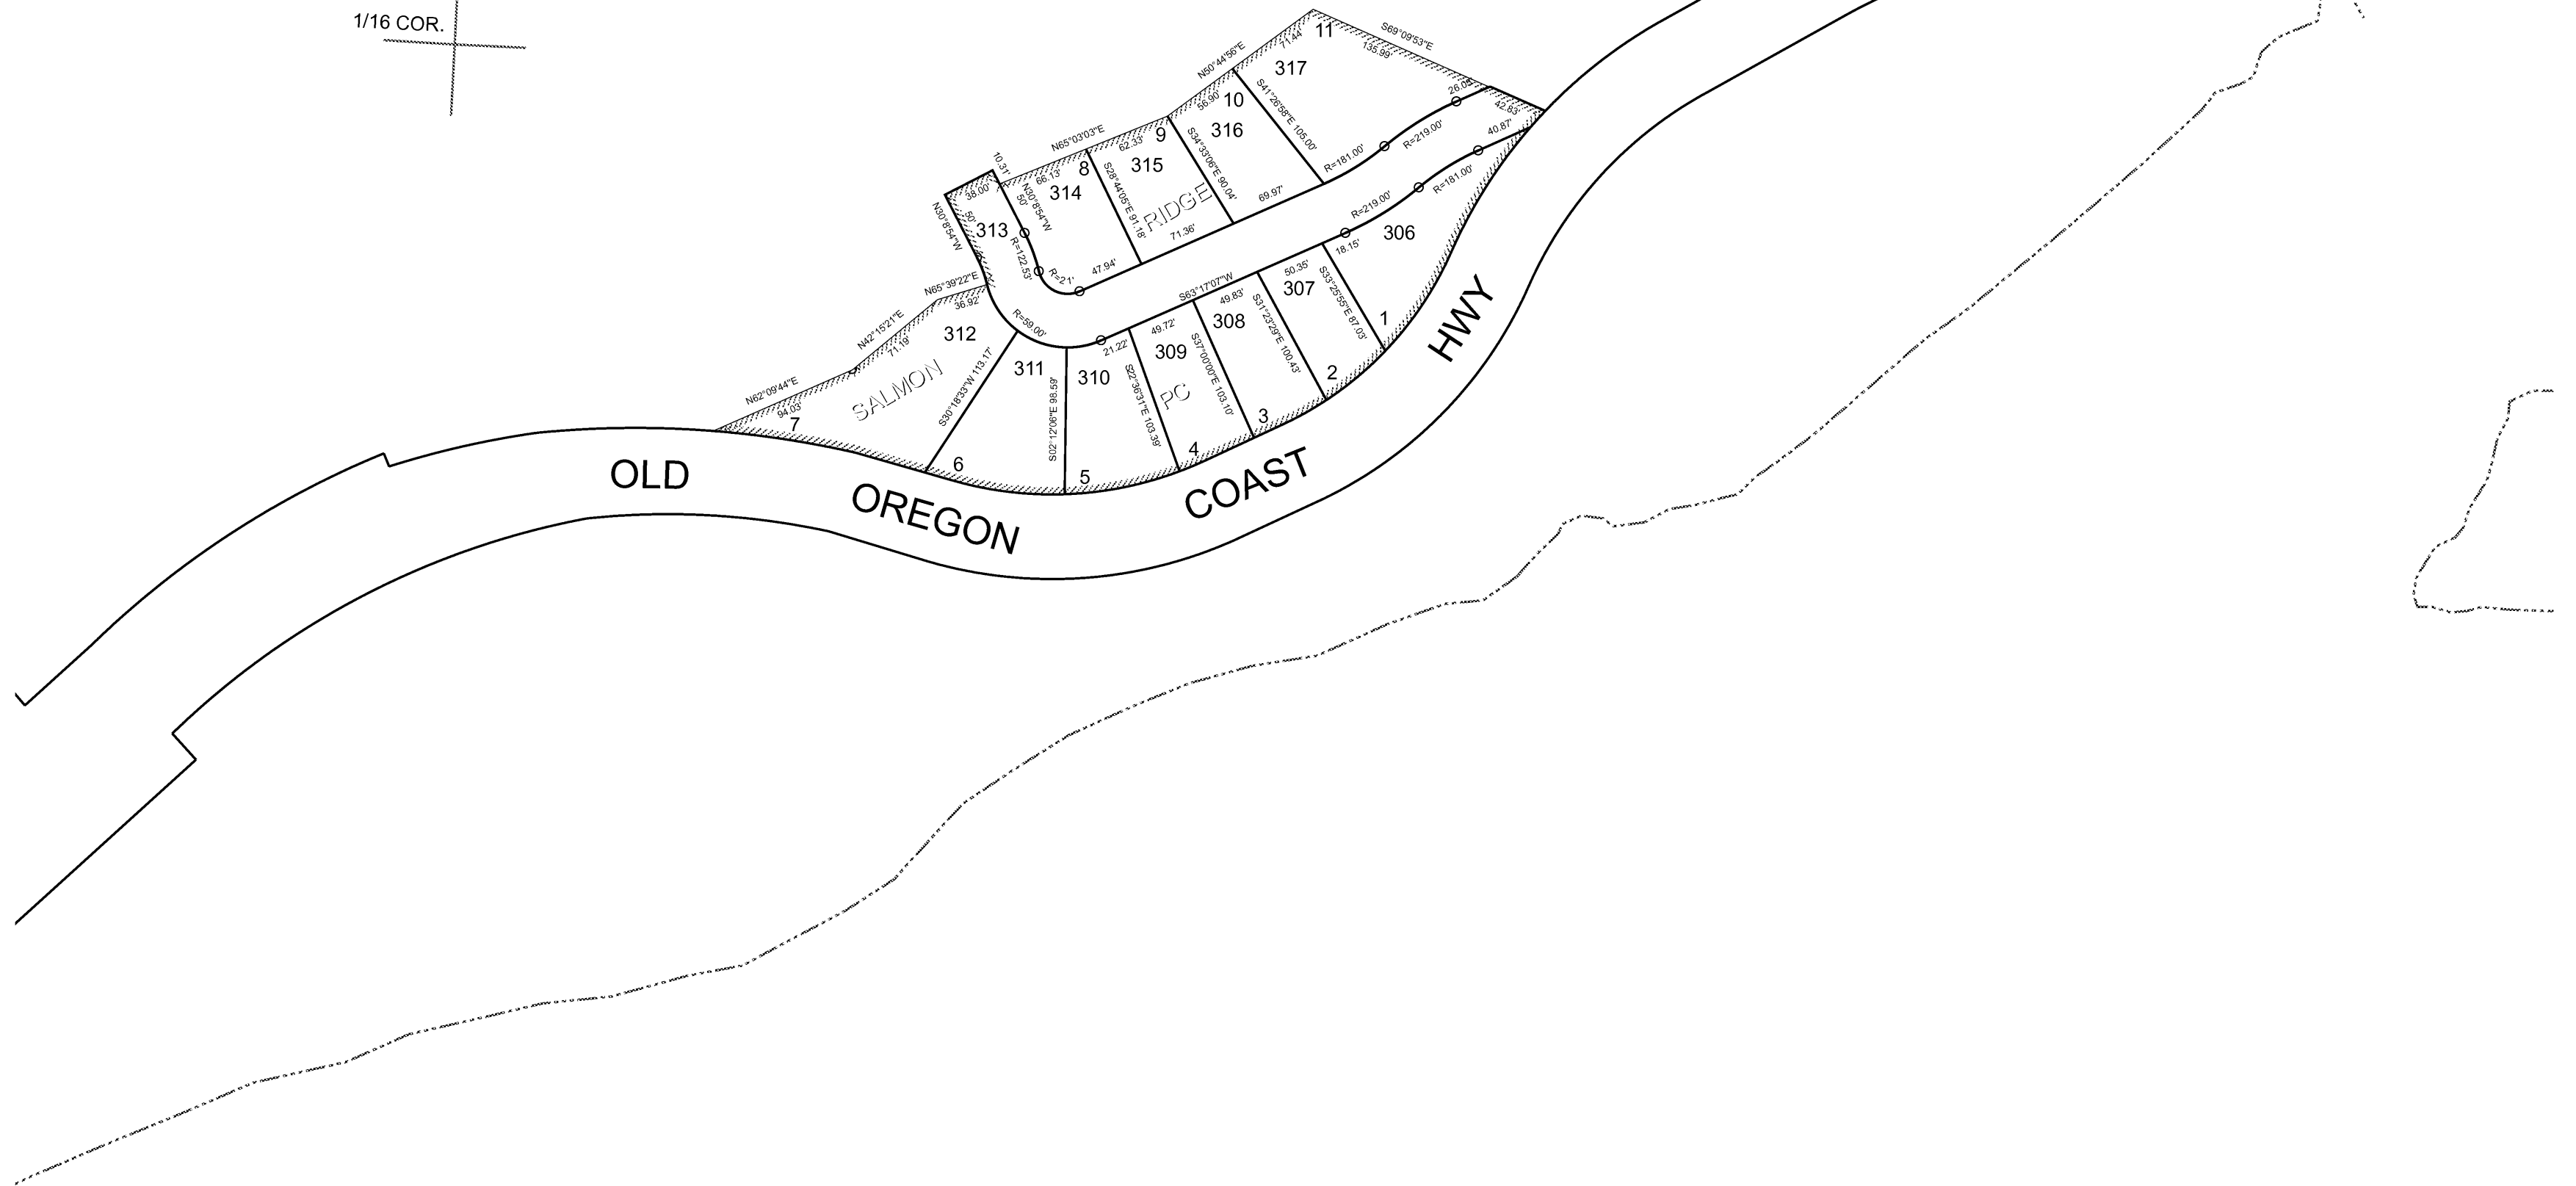 1/16 COR.
11
S69°09'53"E
71.44'
135.99'
N50°44'56"E
317
26.05'
42.83'
10
56.90'
S41°26'58"E 105.00'
316
R=219.00'
40.87'
N65°03'03"E
62.33'
9
S34°33'06"E 90.04'
R=181.00'
10.31'
8
315
66.13'
S28°44'05"E 91.18'
R=181.00'
38.00'
N30°8'54"W
50'
314
RIDGE
69.97'
R=219.00'
N30°8'54"W
50'
313
71.36'
306
R=122.53'
R=21'
47.94'
18.15'
S63°17'07"W
50.35'
307
S33°25'55"E 87.03'
N65°39'22"E
36.92'
49.83'
308
S31°23'29"E 100.43'
1
HWY
N42°15'21"E
71.19'
312
R=59.00'
21.22'
49.72'
309
S37°00'00"E 103.10'
2
S30°18'33"W 113.17'
311
310
S22°36'31"E 103.39'
PC
3
N62°09'44"E
94.03'
SALMON
S02°12'06"E 98.59'
4
7
6
5
OLD
OREGON
COAST